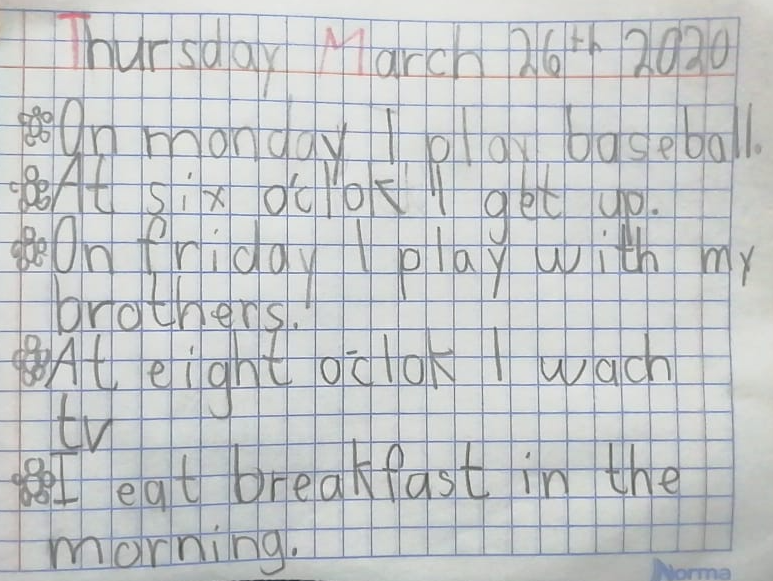 Thursday March 26th 2020
On monday I play baseball.
At six oclok I get up.
On friday I play with my
brothers.
At eight oclok I wach
tv
I eat breakfast in the
morning.
Norma